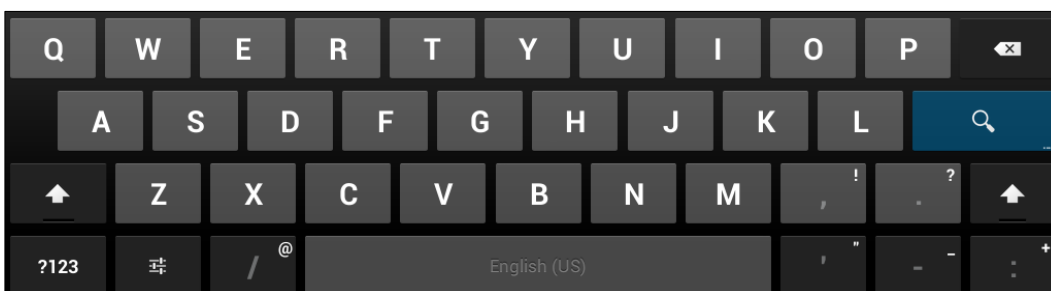 Q W E R T Y U I O P
A S D F G H J K L
Z X C V B N M , ! . ?
?123 / @ English (US) ' " - _ : +